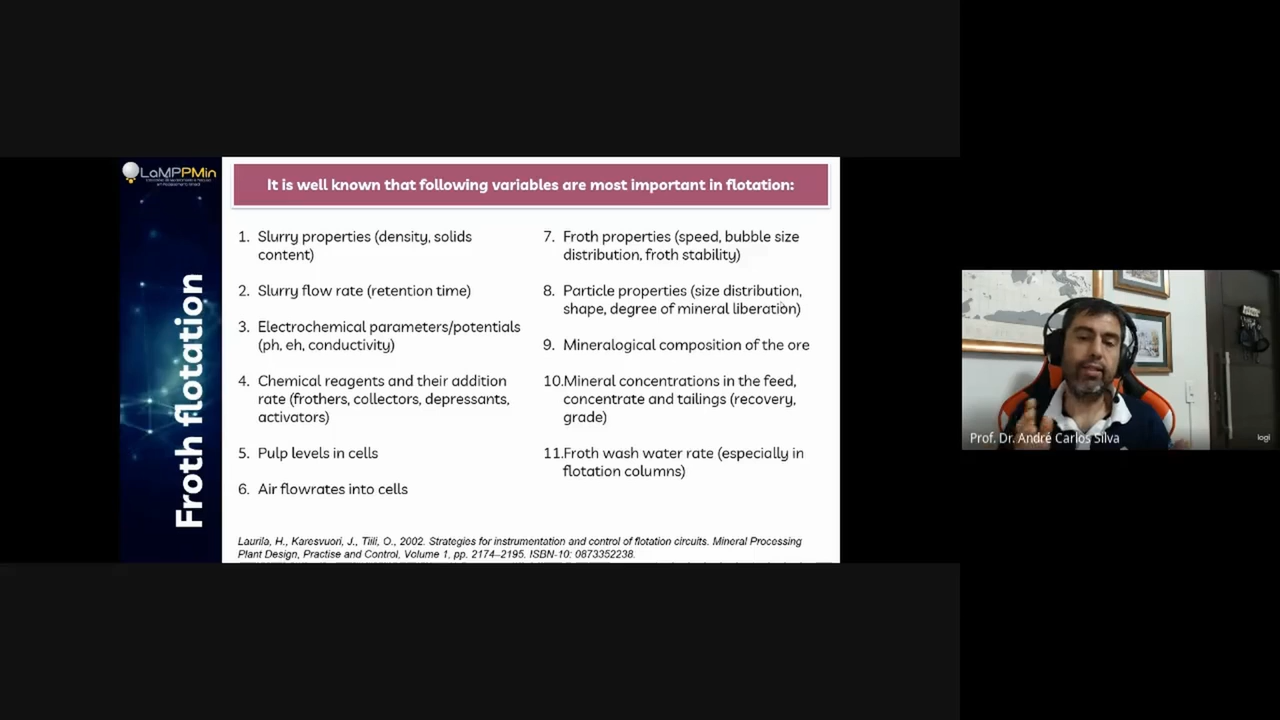 LaMPPMin
Froth flotation
It is well known that following variables are most important in flotation:
1. Slurry properties (density, solids
content)
2. Slurry flow rate (retention time)
3. Electrochemical parameters/potentials
(ph, eh, conductivity)
4. Chemical reagents and their addition
rate (frothers, collectors, depressants,
activators)
5. Pulp levels in cells
6. Air flowrates into cells
7. Froth properties (speed, bubble size
distribution, froth stability)
8. Particle properties (size distribution,
shape, degree of mineral liberation)
9. Mineralogical composition of the ore
10.Mineral concentrations in the feed,
concentrate and tailings (recovery,
grade)
11.Froth wash water rate (especially in
flotation columns)
Laurila, H., Karesvuori, J., Tiili, O., 2002. Strategies for instrumentation and control of flotation circuits. Mineral Processing
Plant Design, Practise and Control, Volume 1, pp. 2174–2195. ISBN-10: 0873352238.
Prof. Dr. André Carlos Silva
logi